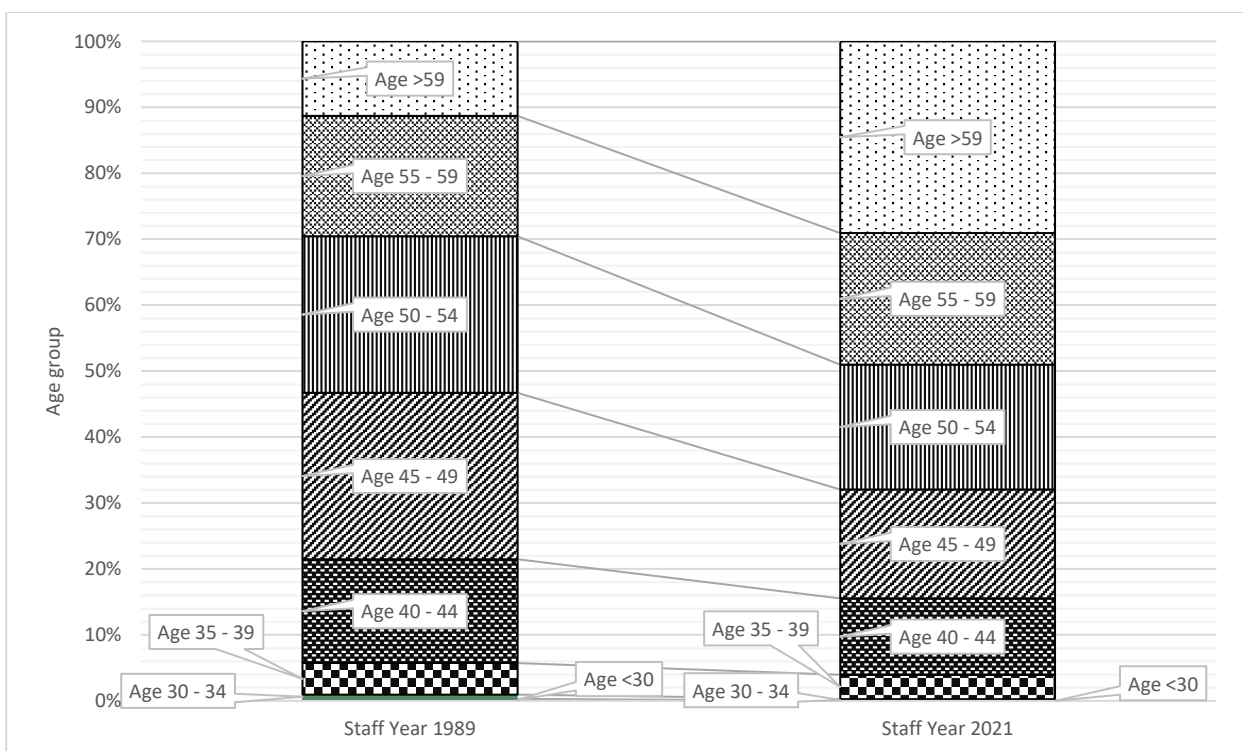 100%
90%
80%
70%
60%
50%
40%
30%
20%
10%
0%
Age group
Age >59
Age 55 - 59
Age 50 - 54
Age 45 - 49
Age 40 - 44
Age 35 - 39
Age 30 - 34
Age <30
Age >59
Age 55 - 59
Age 50 - 54
Age 45 - 49
Age 40 - 44
Age 35 - 39
Age 30 - 34
Age <30
Staff Year 1989
Staff Year 2021